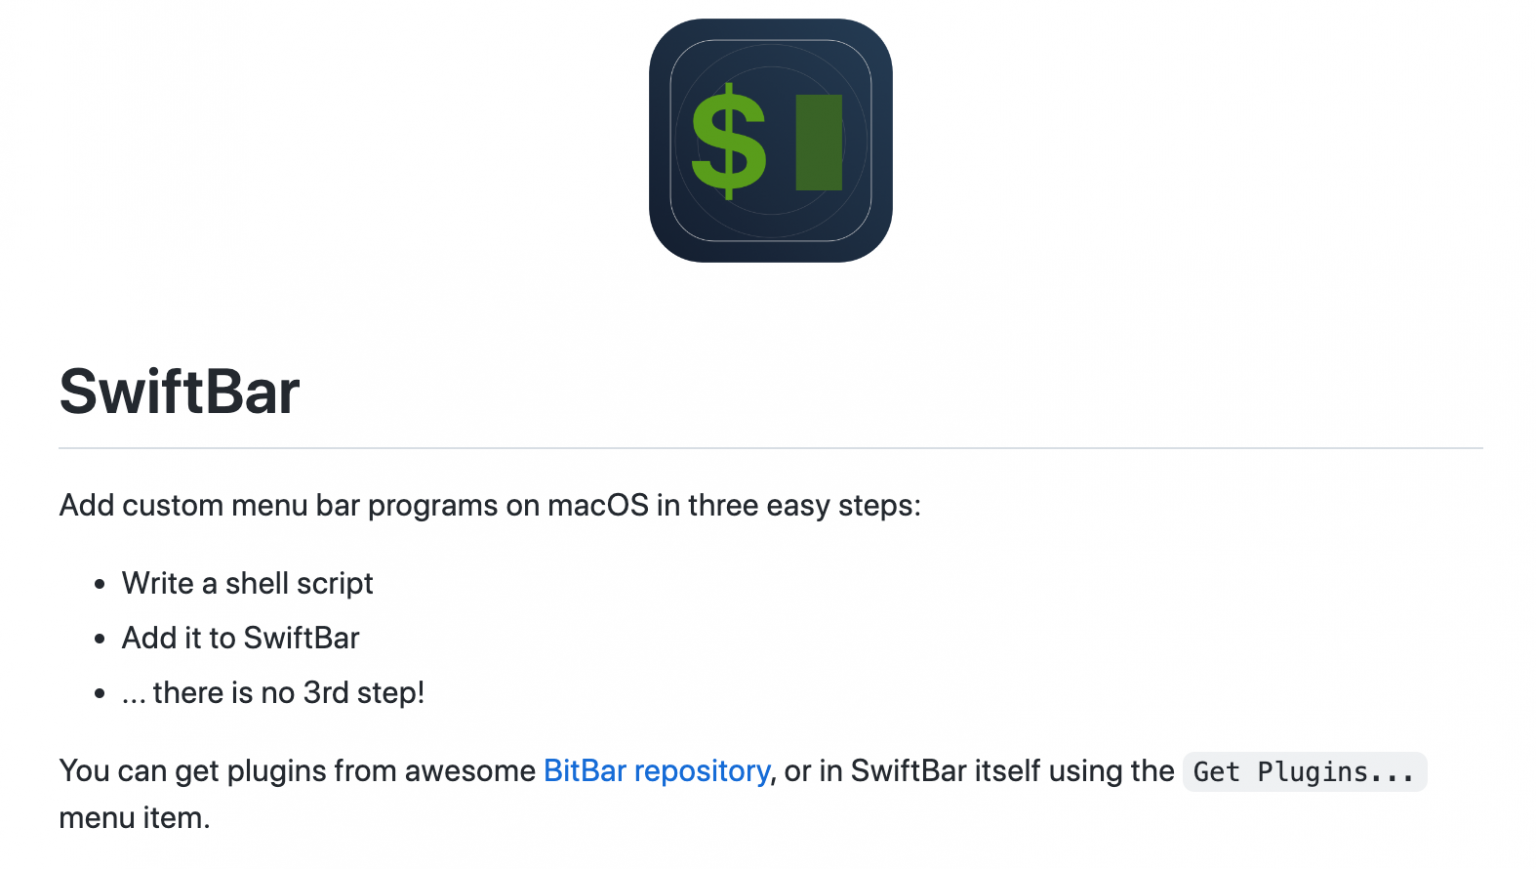 $
SwiftBar
Add custom menu bar programs on macOS in three easy steps:
• Write a shell script
• Add it to SwiftBar
• ... there is no 3rd step!
You can get plugins from awesome BitBar repository, or in SwiftBar itself using the Get Plugins...
menu item.